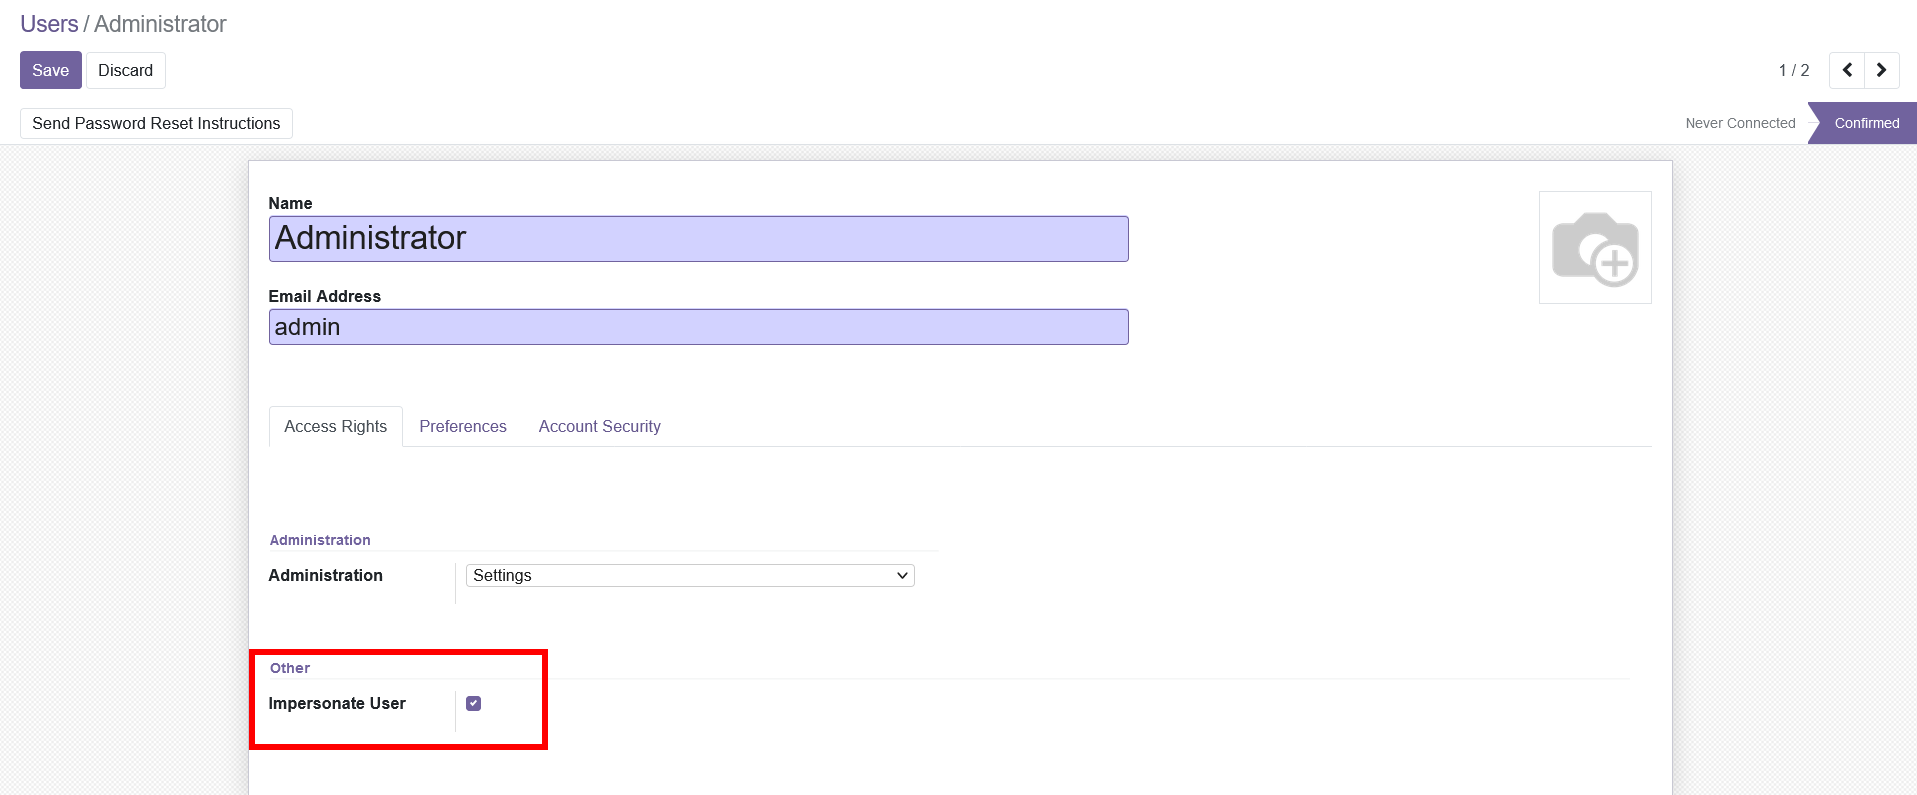 Users / Administrator
Save Discard 1 / 2
Send Password Reset Instructions Never Connected Confirmed
Name
Administrator
Email Address
admin
Access Rights Preferences Account Security
Administration
Administration Settings
Other
Impersonate User